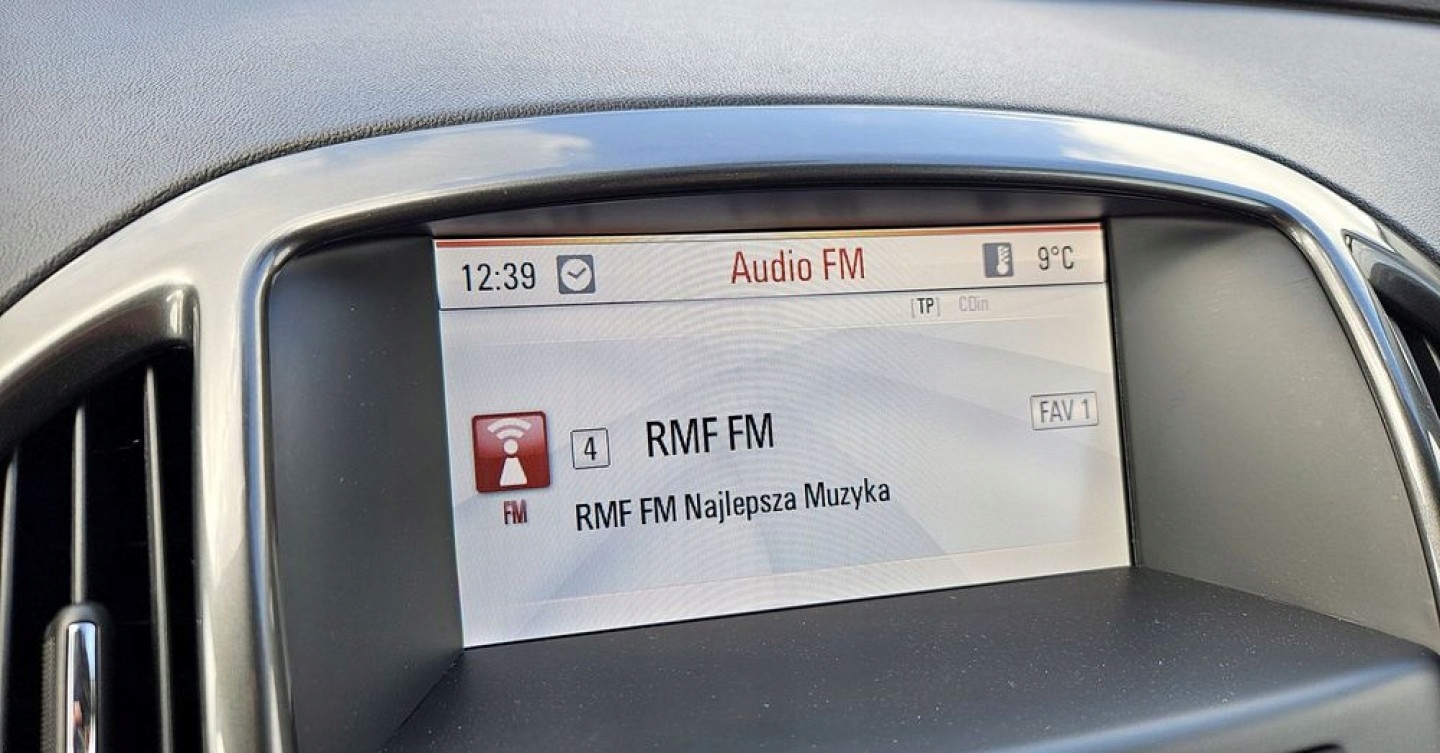 12:39 Audio FM 9°C
[TP] CDin
FAV 1
4 RMF FM
FM RMF FM Najlepsza Muzyka